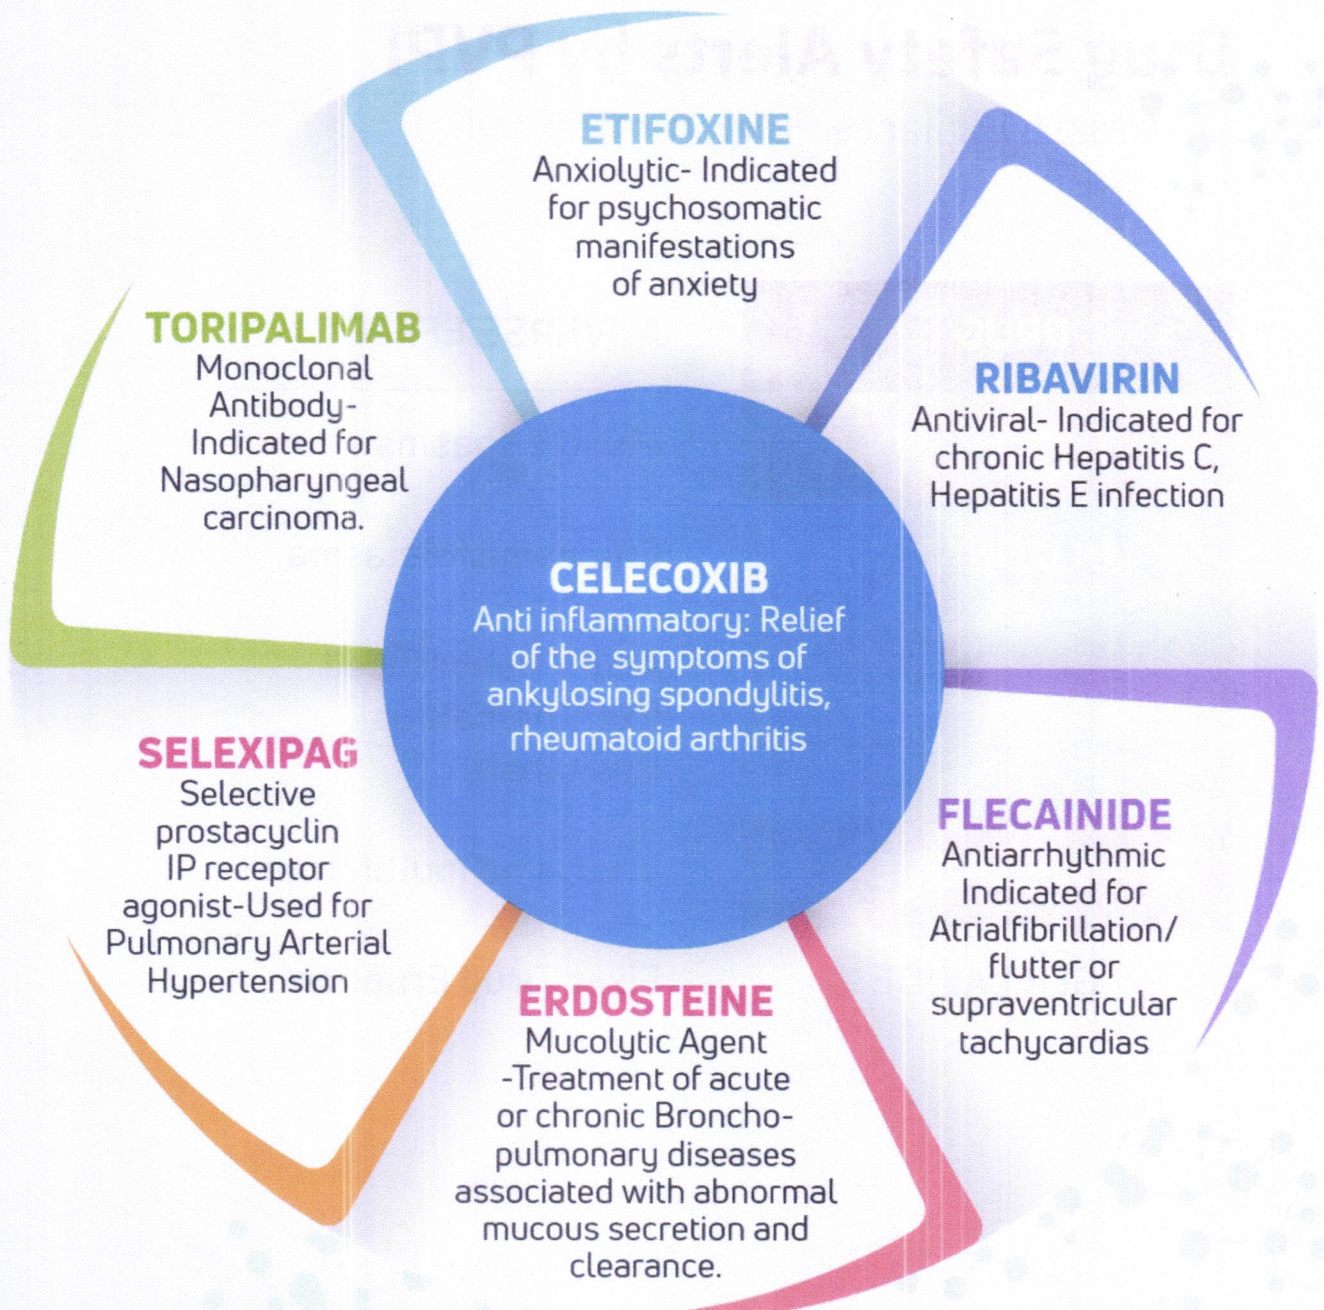 ETIFOXINE
Anxiolytic- Indicated
for psychosomatic
manifestations
of anxiety
RIBAVIRIN
Antiviral- Indicated for
chronic Hepatitis C,
Hepatitis E infection
TORIPALIMAB
Monoclonal
Antibody-
Indicated for
Nasopharyngeal
carcinoma.
CELECOXIB
Anti inflammatory: Relief
of the symptoms of
ankylosing spondylitis,
rheumatoid arthritis
SELEXIPAG
Selective
prostacyclin
IP receptor
agonist-Used for
Pulmonary Arterial
Hypertension
FLECAINIDE
Antiarrhythmic
Indicated for
Atrialfibrillation/
flutter or
supraventricular
tachycardias
ERDOSTEINE
Mucolytic Agent
-Treatment of acute
or chronic Broncho-
pulmonary diseases
associated with abnormal
mucous secretion and
clearance.